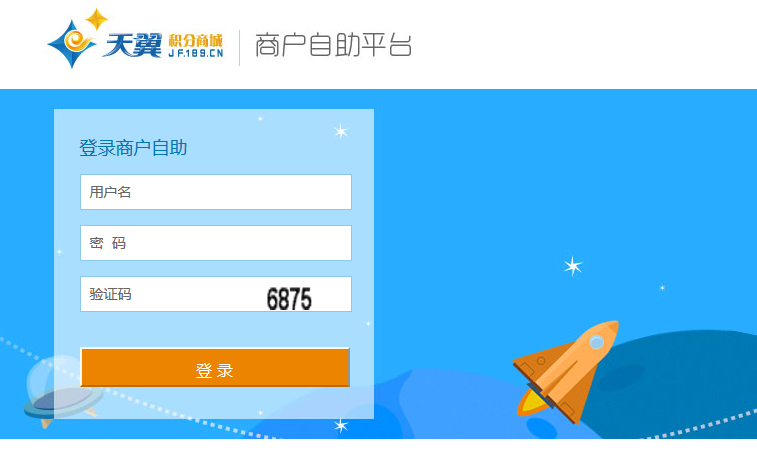 天翼 积分商城
JF.189.CN
商户自助平台
登录商户自助
用户名
密 码
验证码 6875
登 录